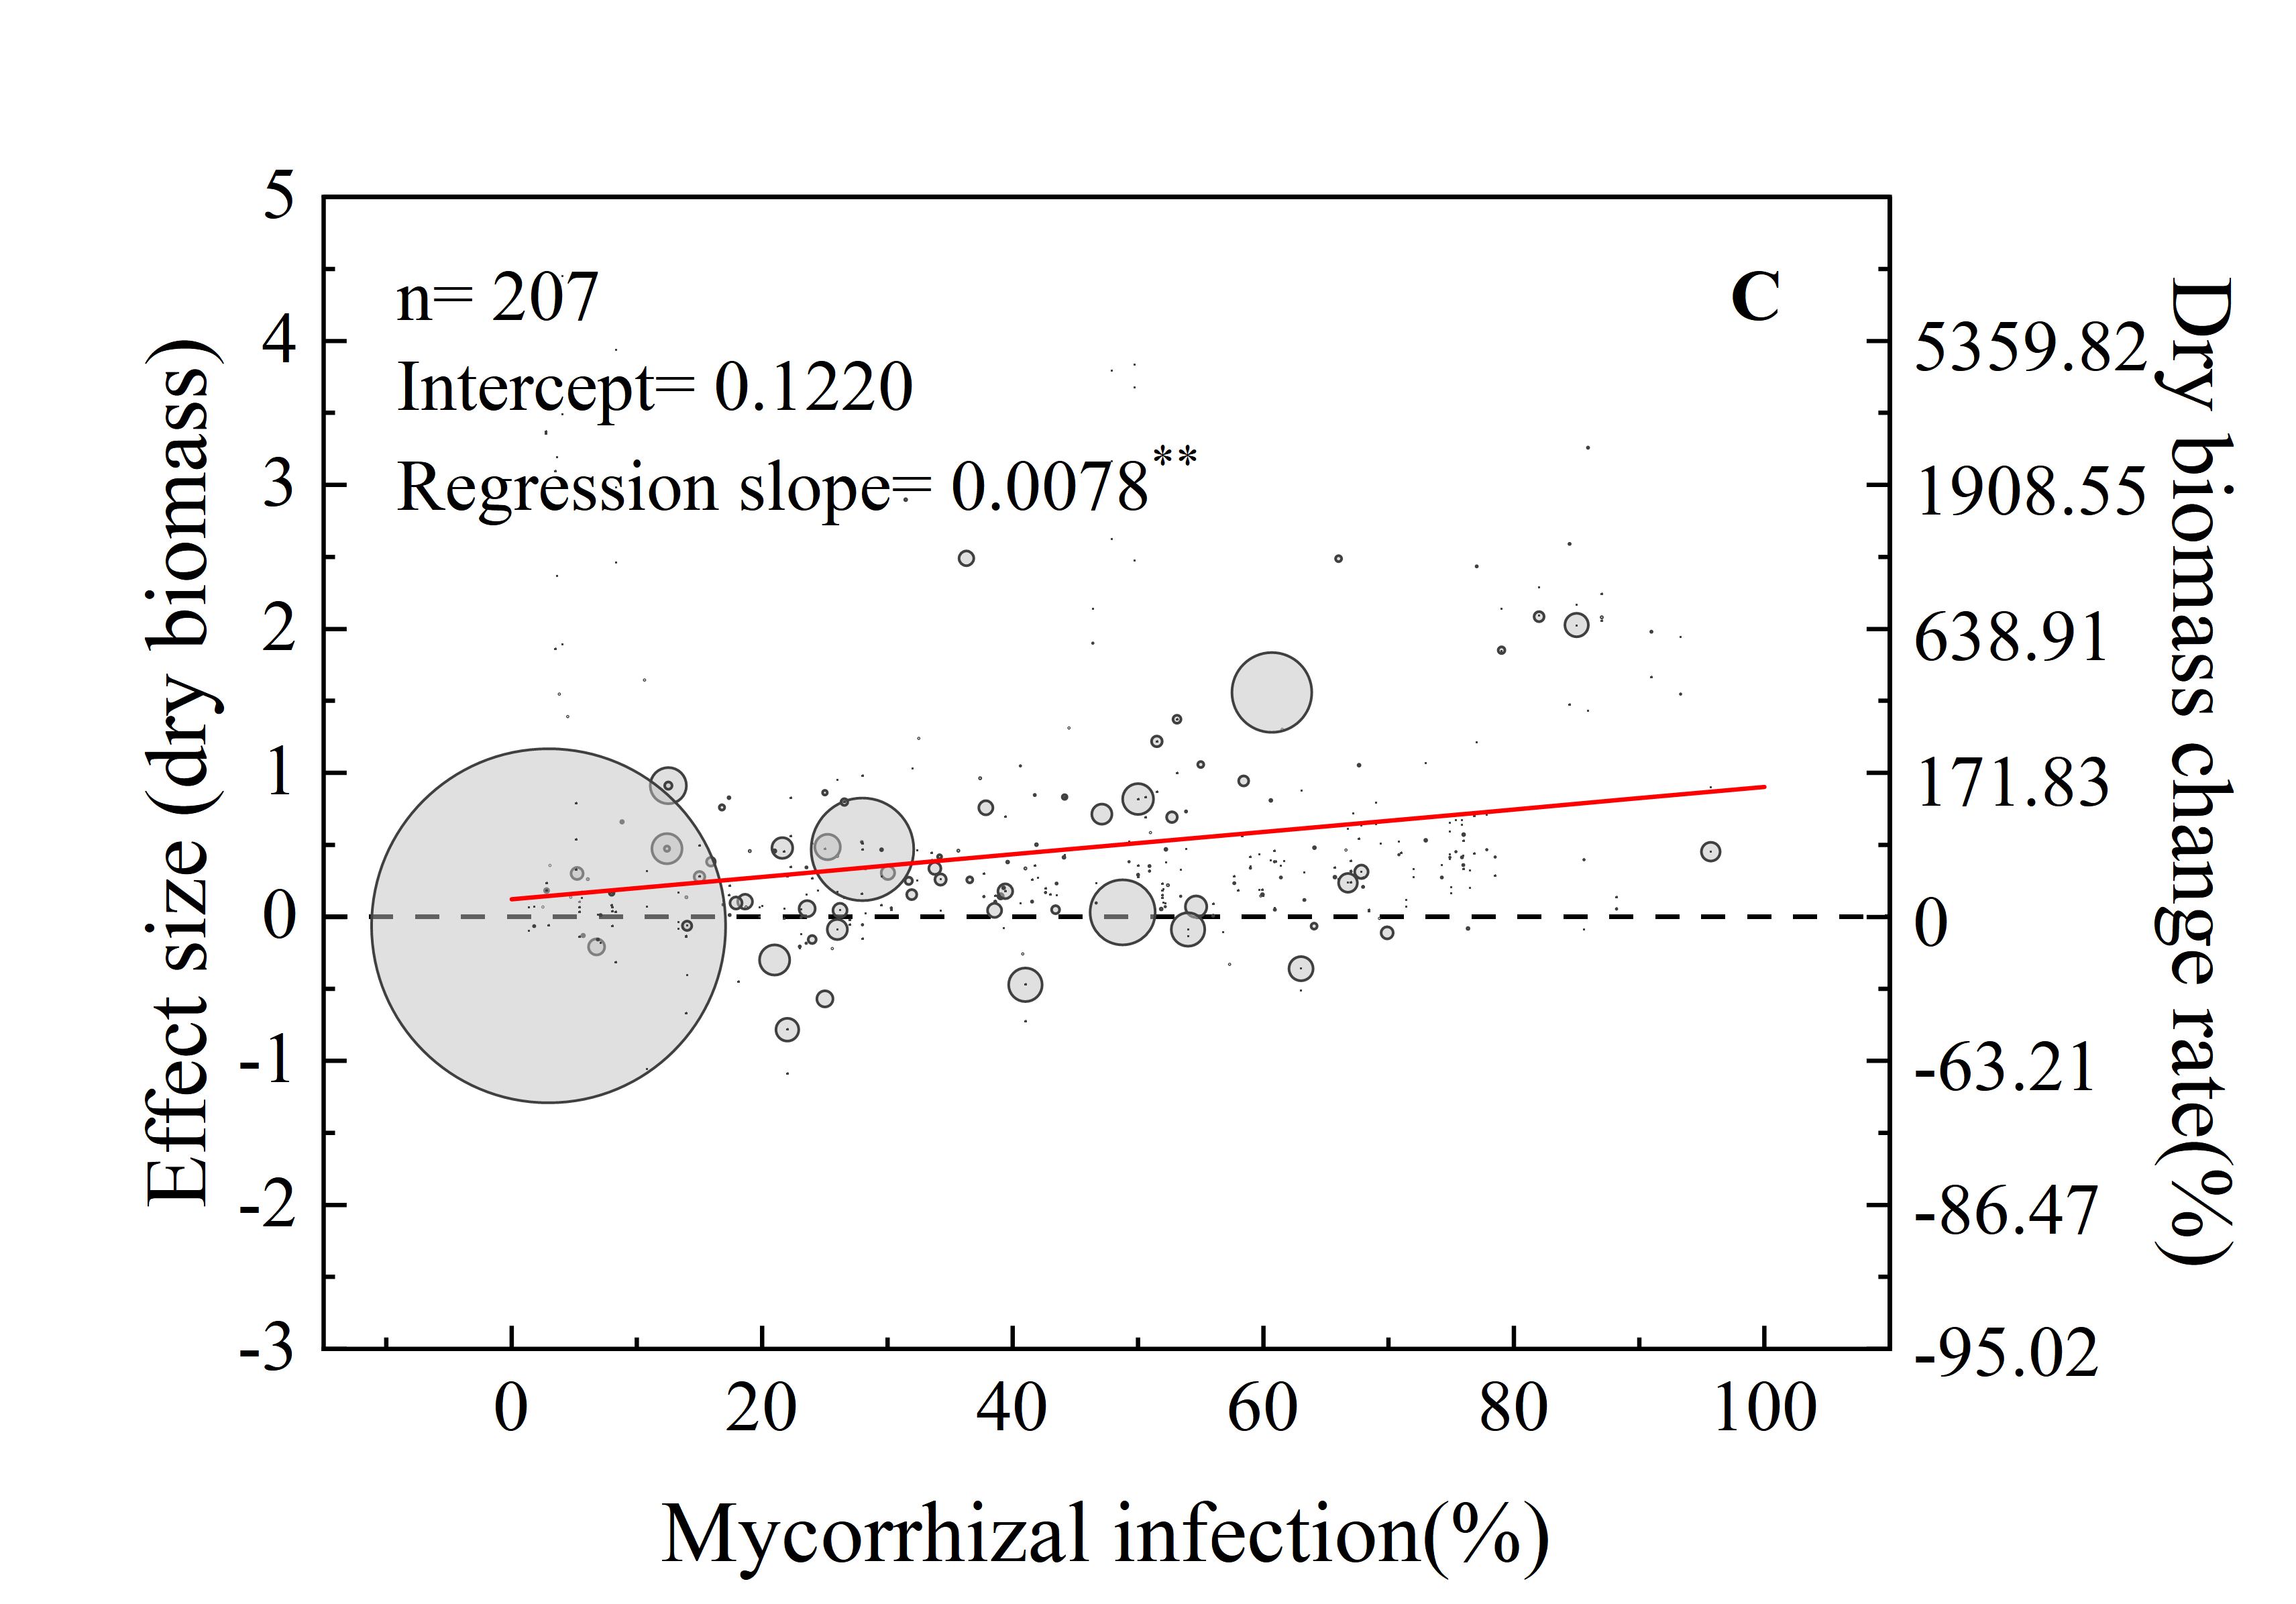 n= 207
C
Intercept= 0.1220
Regression slope= 0.0078**
Effect size (dry biomass)
5
4
3
2
1
0
-1
-2
-3
5359.82
1908.55
638.91
171.83
0
-63.21
-86.47
-95.02
Dry biomass change rate(%)
0 20 40 60 80 100
Mycorrhizal infection(%)